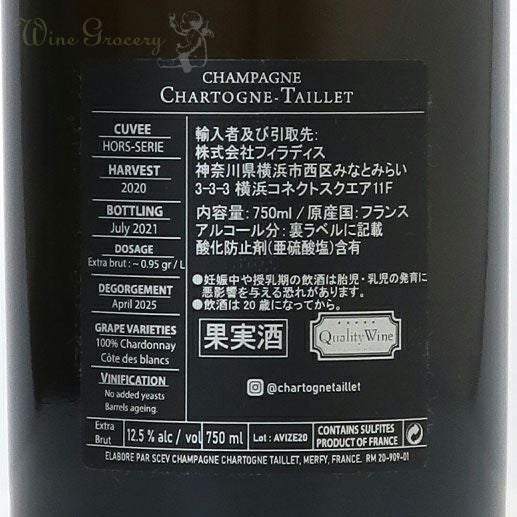 Wine Grocery
CHAMPAGNE
CHARTOGNE-TAILLET
CUVEE
HORS-SERIE
HARVEST
2020
BOTTLING
July 2021
DOSAGE
Extra brut : ~ 0.95 gr / L
DEGORGEMENT
April 2025
GRAPE VARIETIES
100% Chardonnay
Côte des blancs
VINIFICATION
No added yeasts
Barrels ageing.
輸入者及び引取先:
株式会社フィラディス
神奈川県横浜市西区みなとみらい
3-3-3 横浜コネクトスクエア11F
内容量:750ml / 原産国:フランス
アルコール分:裏ラベルに記載
酸化防止剤(亜硫酸塩)含有
●妊娠中や授乳期の飲酒は胎児・乳児の発育に
悪影響を与える恐れがあります。
●飲酒は20歳になってから。
果実酒
Quality Wine
@chartognetaillet
Extra
Brut
12.5 % alc / vol
750 ml
Lot : AVIZE20
CONTAINS SULFITES
PRODUCT OF FRANCE
ELABORE PAR SCEV CHAMPAGNE CHARTOGNE TAILLET, MERFY, FRANCE. RM 20-909-01